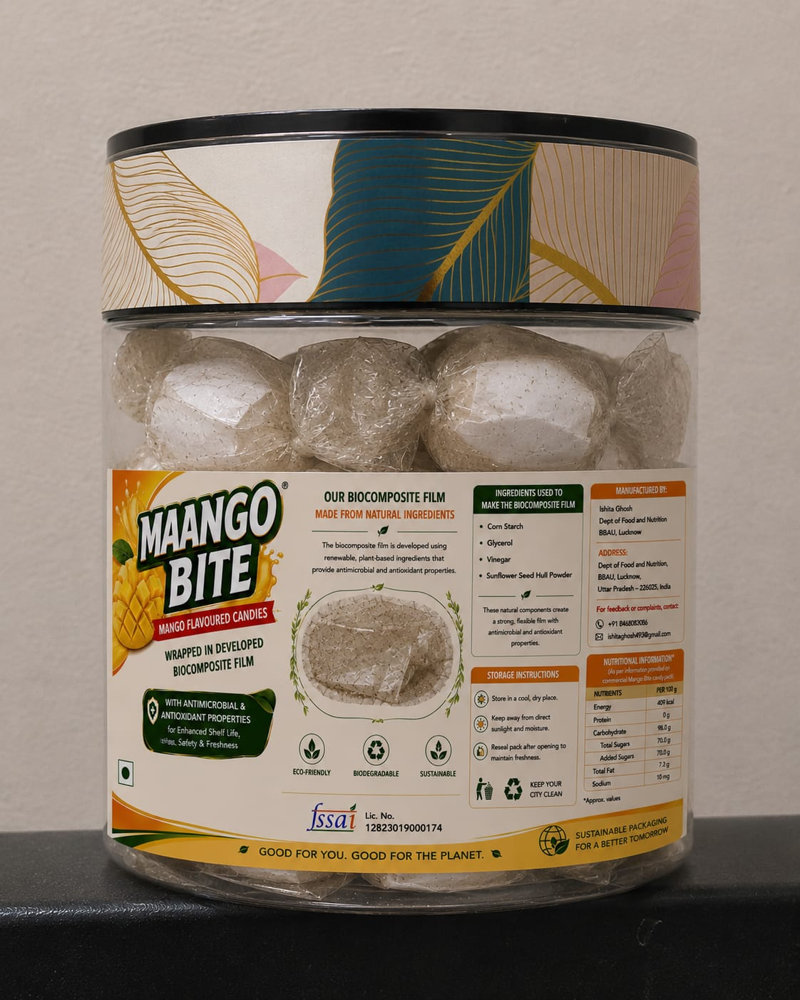 MAANGO
BITE
®
MANGO FLAVOURED CANDIES
WRAPPED IN DEVELOPED
BIOCOMPOSITE FILM
WITH ANTIMICROBIAL &
ANTIOXIDANT PROPERTIES
for Enhanced Shelf Life,
Safety & Freshness
OUR BIOCOMPOSITE FILM
MADE FROM NATURAL INGREDIENTS
The biocomposite film is developed using
renewable, plant-based ingredients that
provide antimicrobial and antioxidant properties.
ECO-FRIENDLY
BIODEGRADABLE
SUSTAINABLE
fssai
Lic. No.
12823019000174
INGREDIENTS USED TO
MAKE THE BIOCOMPOSITE FILM
• Corn Starch
• Glycerol
• Vinegar
• Sunflower Seed Hull Powder
These natural components create
a strong, flexible film with
antimicrobial and antioxidant
properties.
STORAGE INSTRUCTIONS
Store in a cool, dry place.
Keep away from direct
sunlight and moisture.
Reseal pack after opening to
maintain freshness.
KEEP YOUR
CITY CLEAN
MANUFACTURED BY:
Ishita Ghosh
Dept of Food and Nutrition
BBAU, Lucknow
ADDRESS:
Dept of Food and Nutrition,
BBAU, Lucknow,
Uttar Pradesh – 226025, India
For feedback or complaints, contact:
+91
ishitaghosh493@gmail.com
NUTRITIONAL INFORMATION*
(As per information provided on
commercial Mango Bite candy pack)
NUTRIENTS PER 100 g
Energy 409 kcal
Protein 0 g
Carbohydrate 98.0 g
Total Sugars 70.0 g
Added Sugars 70.0 g
Total Fat 7.2 g
Sodium 10 mg
*Approx. values
GOOD FOR YOU. GOOD FOR THE PLANET.
SUSTAINABLE PACKAGING
FOR A BETTER TOMORROW